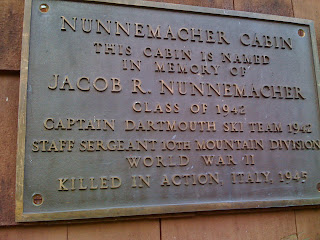 NUNNEMACHER CABIN
THIS CABIN IS NAMED
IN MEMORY OF
JACOB R. NUNNEMACHER
CLASS OF 1942
CAPTAIN DARTMOUTH SKI TEAM 1942
STAFF SERGEANT 10TH MOUNTAIN DIVISION
WORLD, WAR II
KILLED IN ACTION, ITALY, 1945